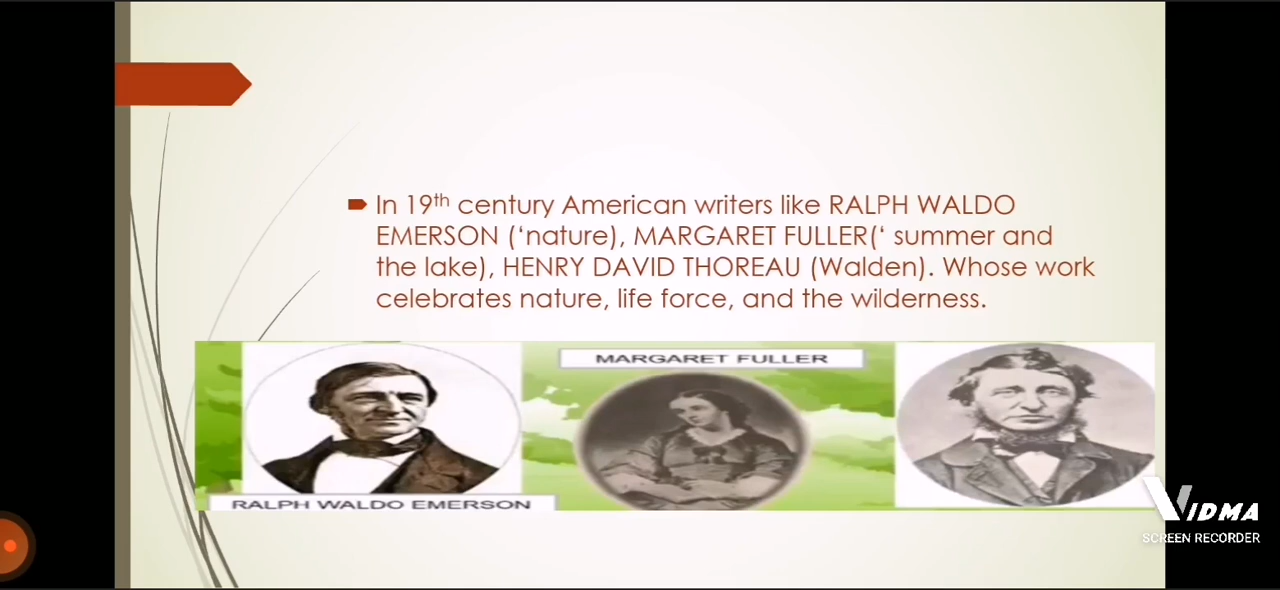 In 19th century American writers like RALPH WALDO
EMERSON (‘nature), MARGARET FULLER(‘ summer and
the lake), HENRY DAVID THOREAU (Walden). Whose work
celebrates nature, life force, and the wilderness.
MARGARET FULLER
RALPH WALDO EMERSON
VIDMA
SCREEN RECORDER